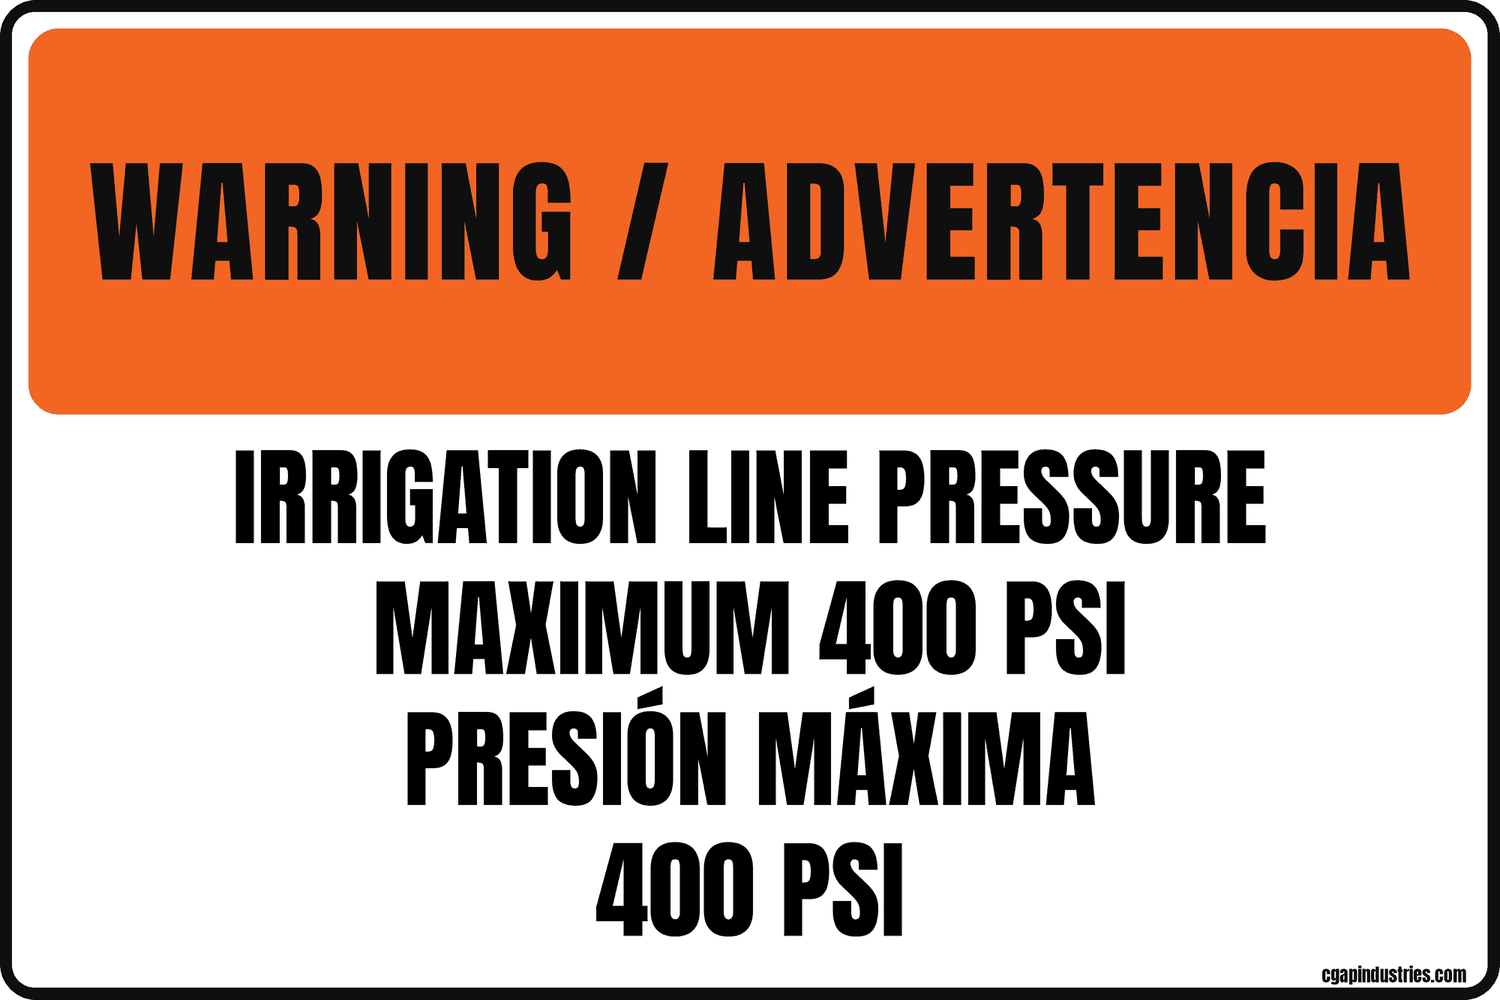 WARNING / ADVERTENCIA
IRRIGATION LINE PRESSURE
MAXIMUM 400 PSI
PRESIÓN MÁXIMA
400 PSI
cgapindustries.com